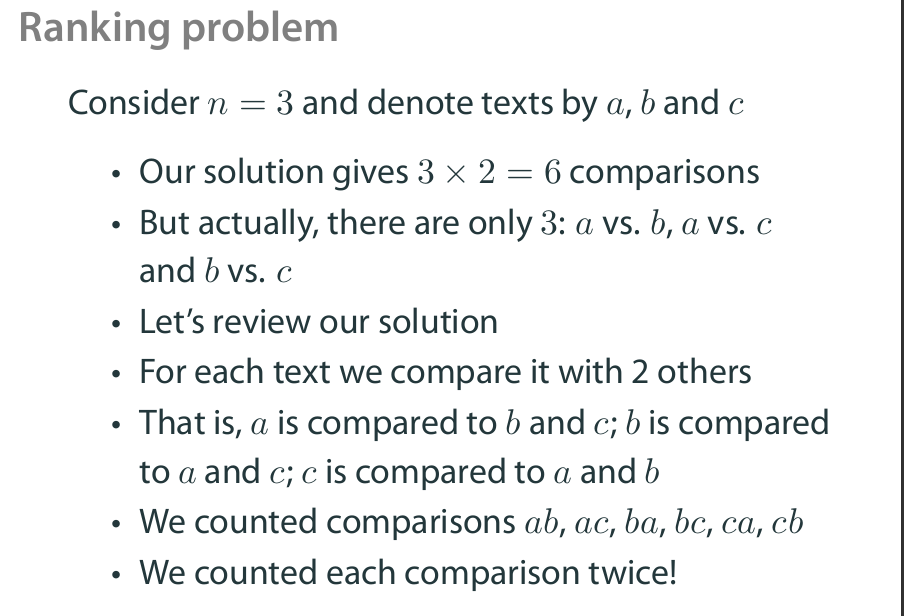 Ranking problem
Consider n = 3 and denote texts by a, b and c
• Our solution gives 3 × 2 = 6 comparisons
• But actually, there are only 3: a vs. b, a vs. c
and b vs. c
• Let’s review our solution
• For each text we compare it with 2 others
• That is, a is compared to b and c; b is compared
to a and c; c is compared to a and b
• We counted comparisons ab, ac, ba, bc, ca, cb
• We counted each comparison twice!